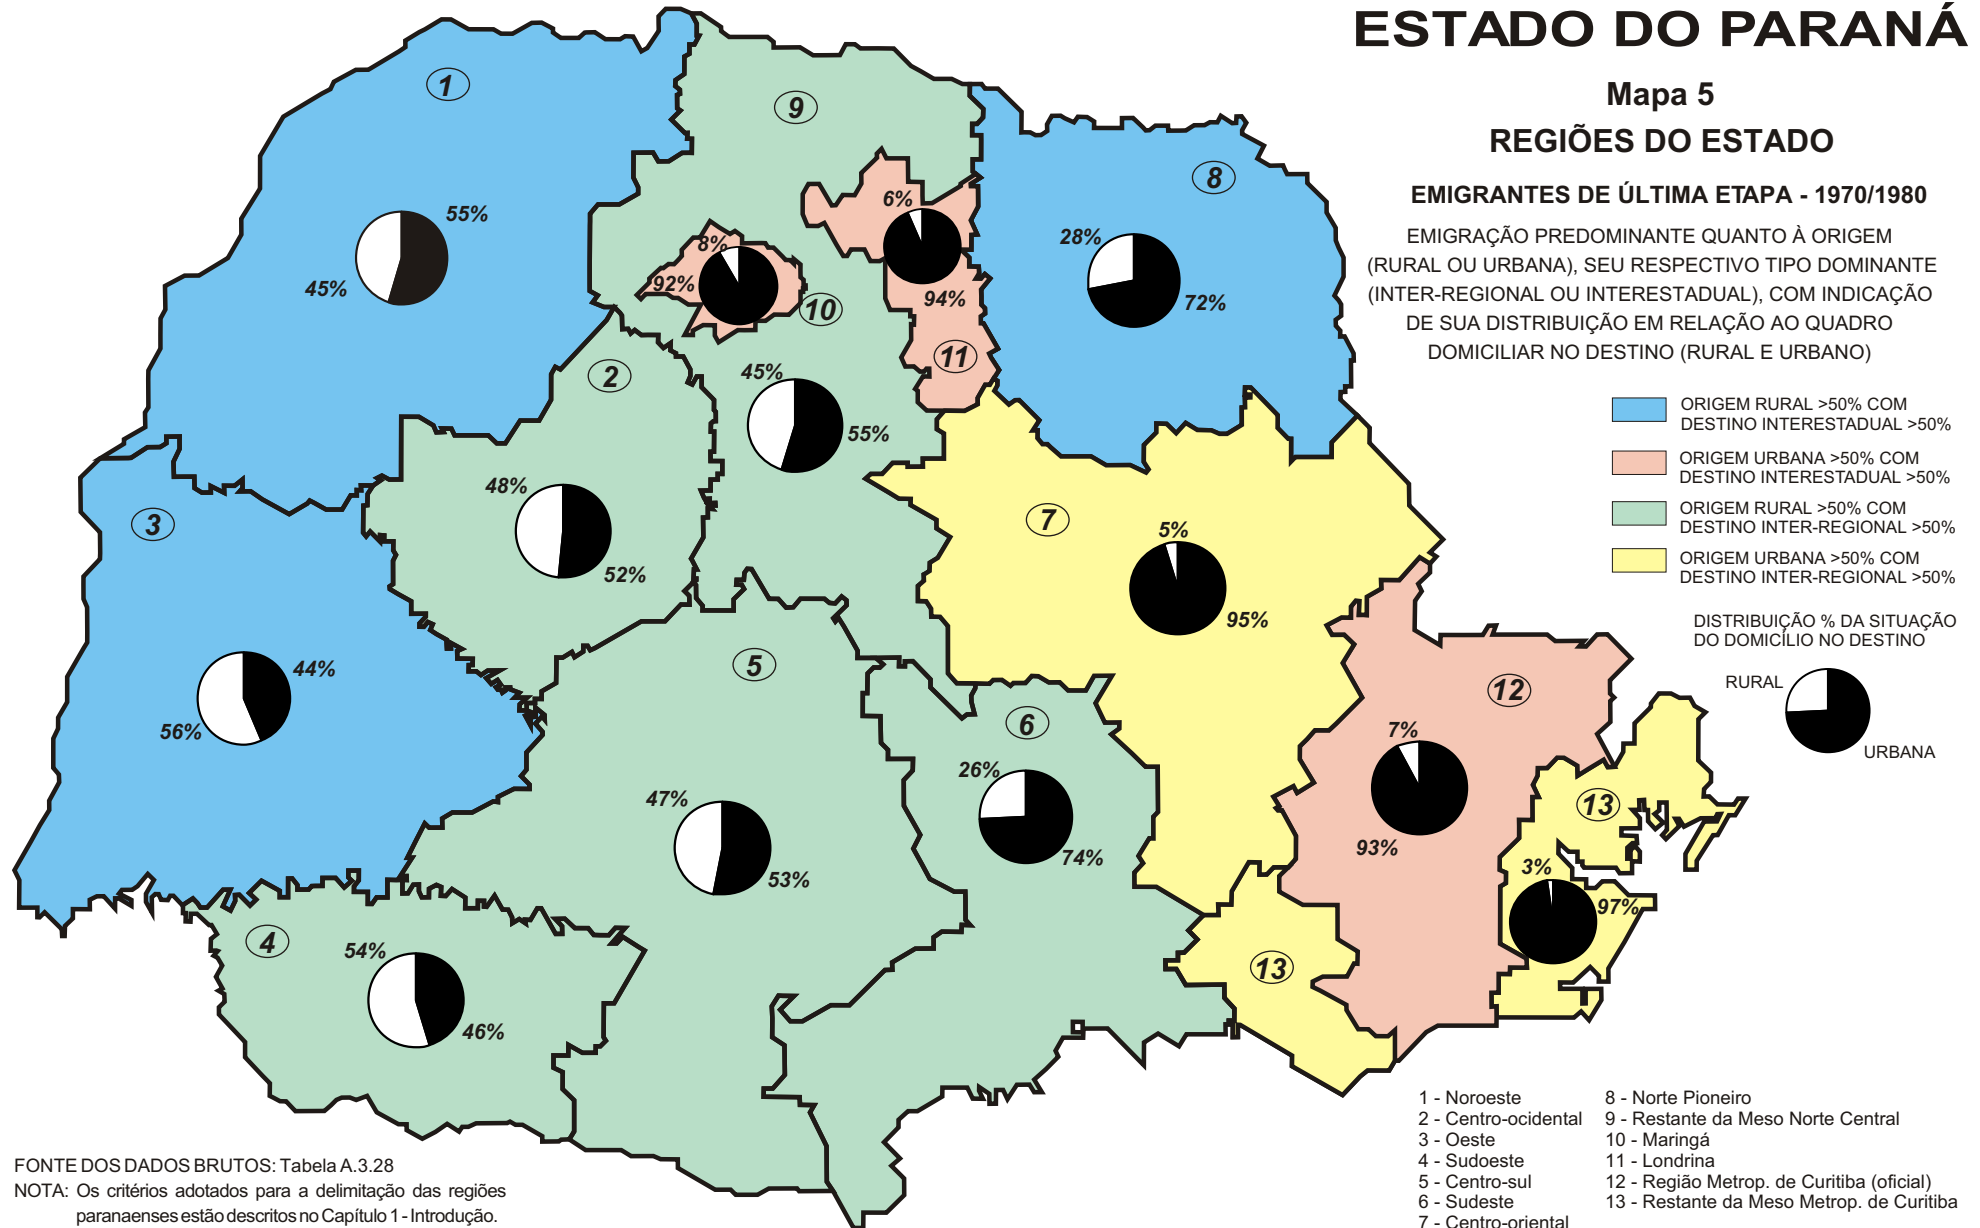 ESTADO DO PARANÁ
Mapa 5
REGIÕES DO ESTADO
EMIGRANTES DE ÚLTIMA ETAPA - 1970/1980
EMIGRAÇÃO PREDOMINANTE QUANTO À ORIGEM
(RURAL OU URBANA), SEU RESPECTIVO TIPO DOMINANTE
(INTER-REGIONAL OU INTERESTADUAL), COM INDICAÇÃO
DE SUA DISTRIBUIÇÃO EM RELAÇÃO AO QUADRO
DOMICILIAR NO DESTINO (RURAL E URBANO)
ORIGEM RURAL >50% COM
DESTINO INTERESTADUAL >50%
ORIGEM URBANA >50% COM
DESTINO INTERESTADUAL >50%
ORIGEM RURAL >50% COM
DESTINO INTER-REGIONAL >50%
ORIGEM URBANA >50% COM
DESTINO INTER-REGIONAL >50%
DISTRIBUIÇÃO % DA SITUAÇÃO
DO DOMICÍLIO NO DESTINO
RURAL
URBANA
1
55%
45%
9
6%
94%
11
8%
92%
10
45%
55%
8
28%
72%
2
48%
52%
3
44%
56%
7
5%
95%
5
47%
53%
6
26%
74%
12
7%
93%
13
3%
97%
13
4
54%
46%
1 - Noroeste
2 - Centro-ocidental
3 - Oeste
4 - Sudoeste
5 - Centro-sul
6 - Sudeste
7 - Centro-oriental
8 - Norte Pioneiro
9 - Restante da Meso Norte Central
10 - Maringá
11 - Londrina
12 - Região Metrop. de Curitiba (oficial)
13 - Restante da Meso Metrop. de Curitiba
FONTE DOS DADOS BRUTOS: Tabela A.3.28
NOTA: Os critérios adotados para a delimitação das regiões
paranaenses estão descritos no Capítulo 1 - Introdução.